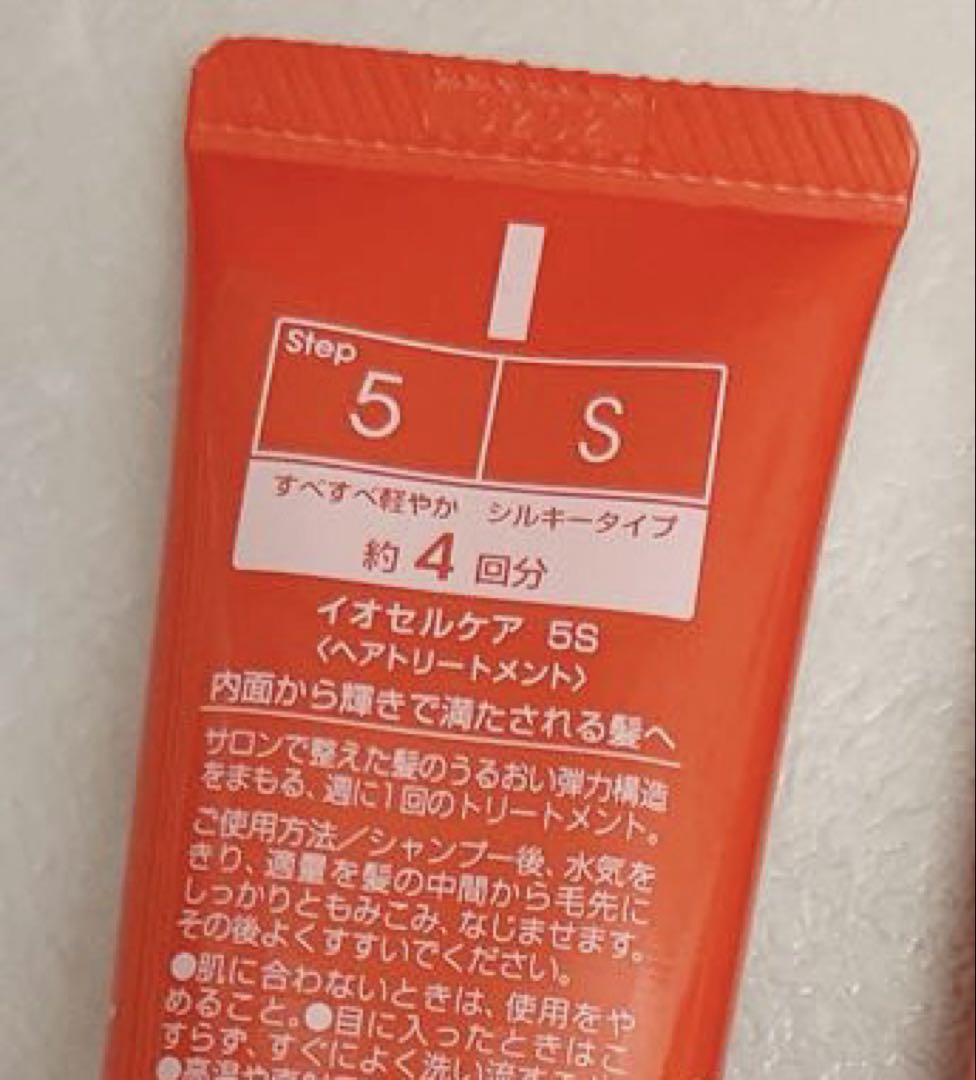 Step
5 S
すべすべ軽やか シルキータイプ
約 4 回分
イオセルケア 5S
〈ヘアトリートメント〉
内面から輝きで満たされる髪へ
サロンで整えた髪のうるおい弾力構造
をまもる、週に1回のトリートメント。
ご使用方法／シャンプー後、水気を
きり、適量を髪の中間から毛先に
しっかりともみこみ、なじませます。
その後よくすすいでください。
●肌に合わないときは、使用をや
めること。●目に入ったときはこ
すらず、すぐによく洗い流す
●高温や直射